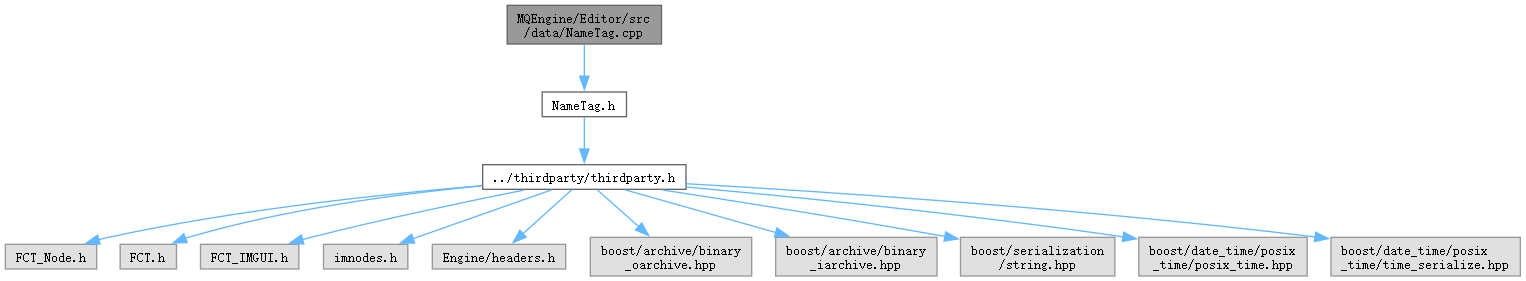 MQEngine/Editor/src
/data/NameTag.cpp
NameTag.h
../thirdparty/thirdparty.h
FCT_Node.h
FCT.h
FCT_IMGUI.h
imnodes.h
Engine/headers.h
boost/archive/binary
_oarchive.hpp
boost/archive/binary
_iarchive.hpp
boost/serialization
/string.hpp
boost/date_time/posix
_time/posix_time.hpp
boost/date_time/posix
_time/time_serialize.hpp